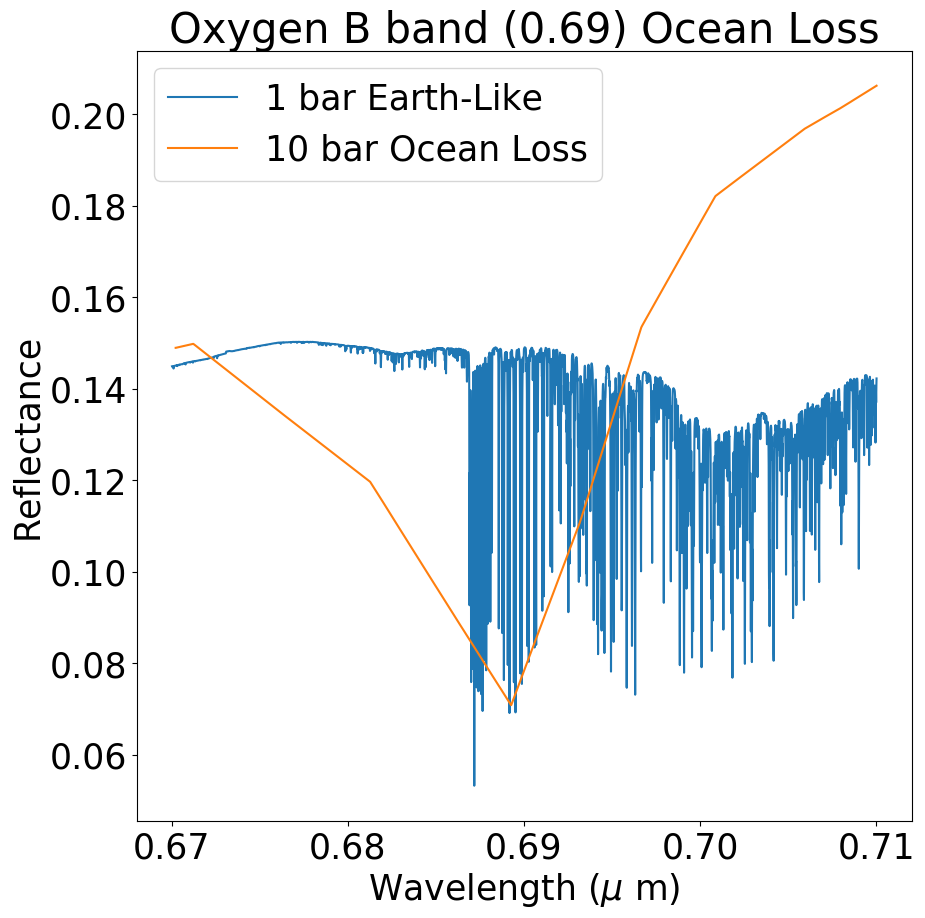 Oxygen B band (0.69) Ocean Loss
1 bar Earth-Like
10 bar Ocean Loss
0.20
0.18
0.16
0.14
0.12
0.10
0.08
0.06
Reflectance
0.67 0.68 0.69 0.70 0.71
Wavelength (μ m)